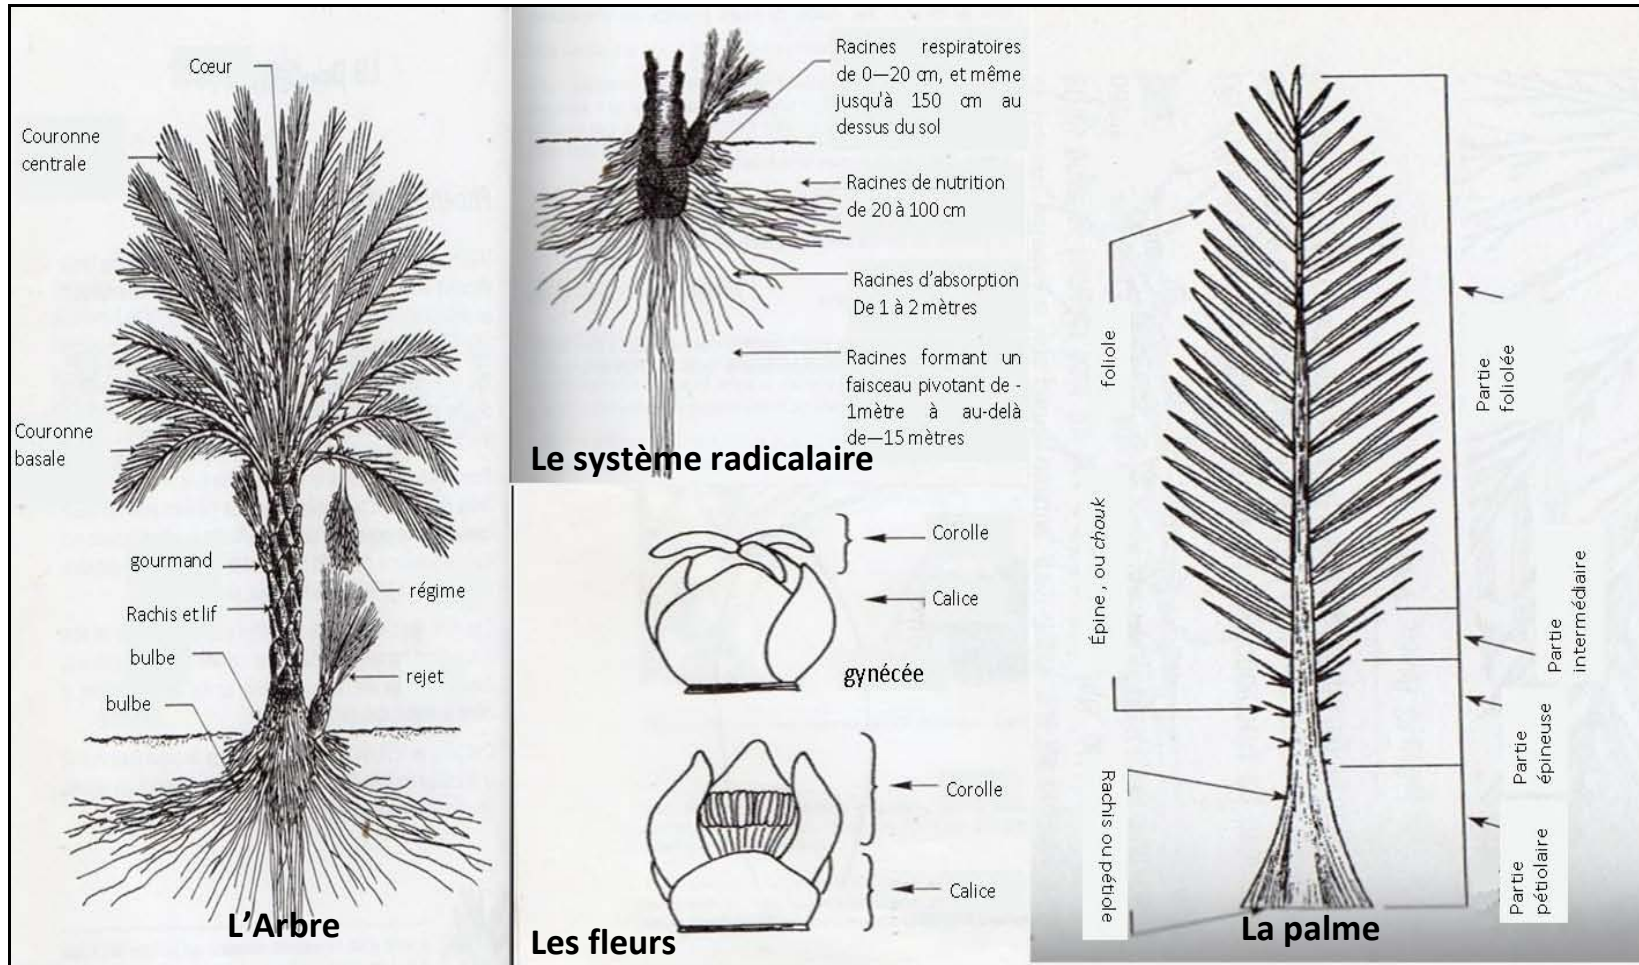 Cœur
Couronne
centrale
Couronne
basale
gourmand
régime
Rachis et lif
bulbe
rejet
bulbe
L'Arbre
Racines respiratoires
de 0—20 cm, et même
jusqu'à 150 cm au
dessus du sol
Racines de nutrition
de 20 à 100 cm
Racines d'absorption
De 1 à 2 mètres
Racines formant un
faisceau pivotant de -
1mètre à au-delà
de—15 mètres
Le système radicalaire
Corolle
Calice
gynécée
Corolle
Calice
Les fleurs
foliole
Partie
foliolée
Épine, ou chouk
Partie
intermédiaire
Partie
épineuse
Rachis ou pétiole
Partie
pétiolaire
La palme